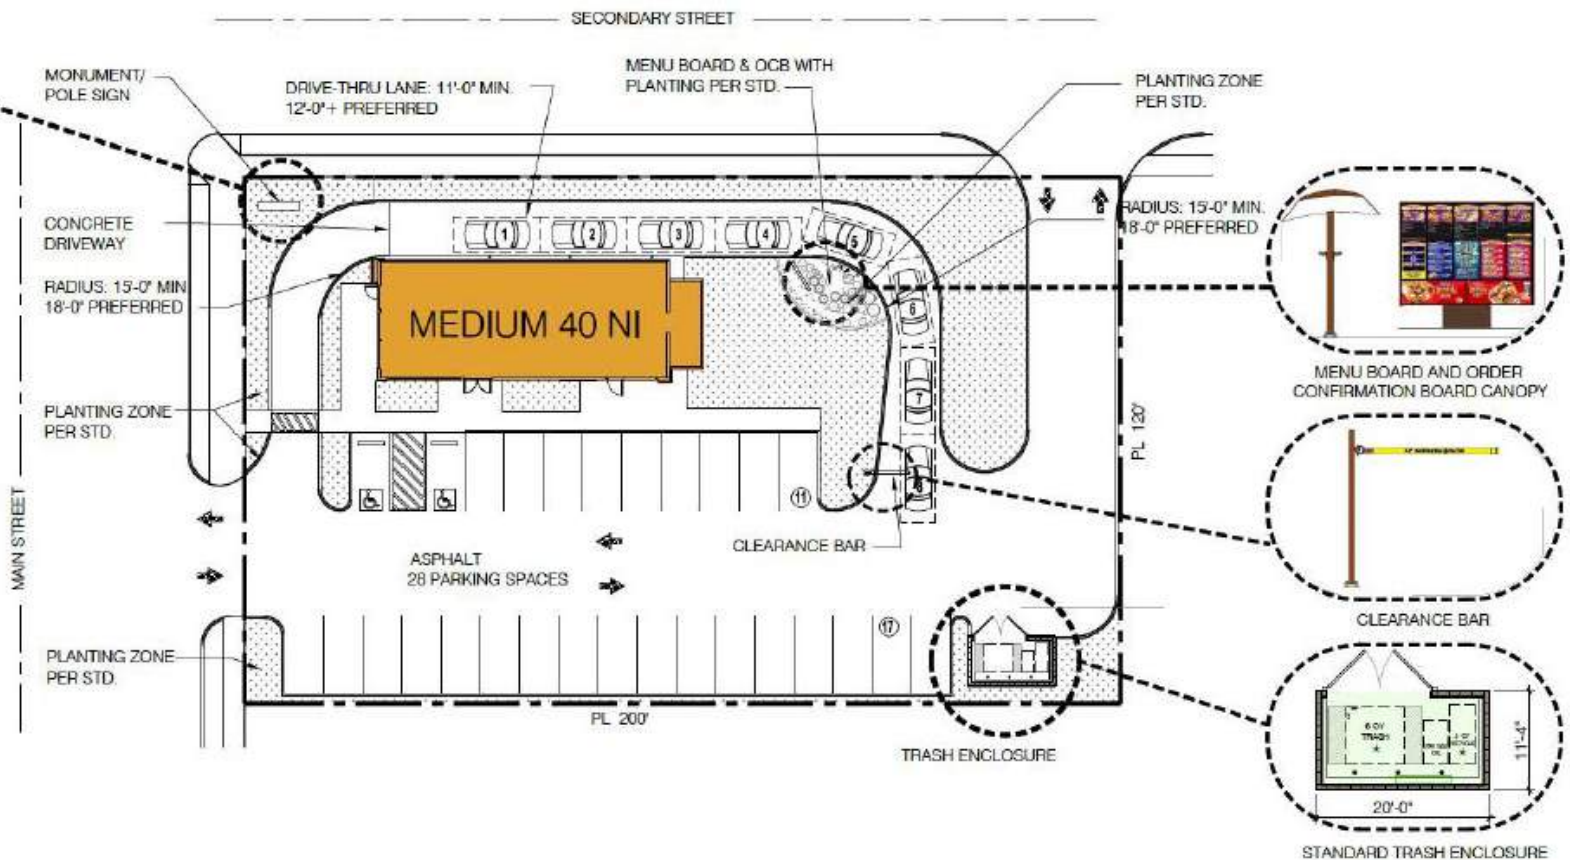 SECONDARY STREET
MONUMENT/
POLE SIGN
DRIVE-THRU LANE: 11'-0" MIN.
12'-0"+ PREFERRED
MENU BOARD & OCB WITH
PLANTING PER STD.
PLANTING ZONE
PER STD.
CONCRETE
DRIVEWAY
RADIUS: 15'-0" MIN.
18'-0" PREFERRED
RADIUS: 15'-0" MIN
18'-0" PREFERRED
1
2
3
4
5
6
7
8
MEDIUM 40 NI
MENU BOARD AND ORDER
CONFIRMATION BOARD CANOPY
PLANTING ZONE
PER STD.
PL 120'
MAIN STREET
11
CLEARANCE BAR
ASPHALT
28 PARKING SPACES
CLEARANCE BAR
17
PLANTING ZONE
PER STD.
PL 200'
TRASH ENCLOSURE
6 CY
TRASH
11'-4"
20'-0"
STANDARD TRASH ENCLOSURE